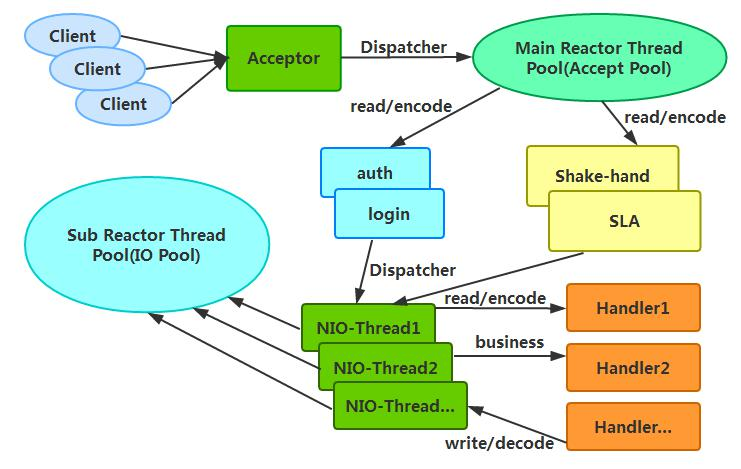 Client
Client
Client
Acceptor
Dispatcher
Main Reactor Thread
Pool(Accept Pool)
read/encode
read/encode
auth
login
Shake-hand
SLA
Sub Reactor Thread
Pool(IO Pool)
Dispatcher
NIO-Thread1
NIO-Thread2
NIO-Thread...
read/encode
business
write/decode
Handler1
Handler2
Handler...